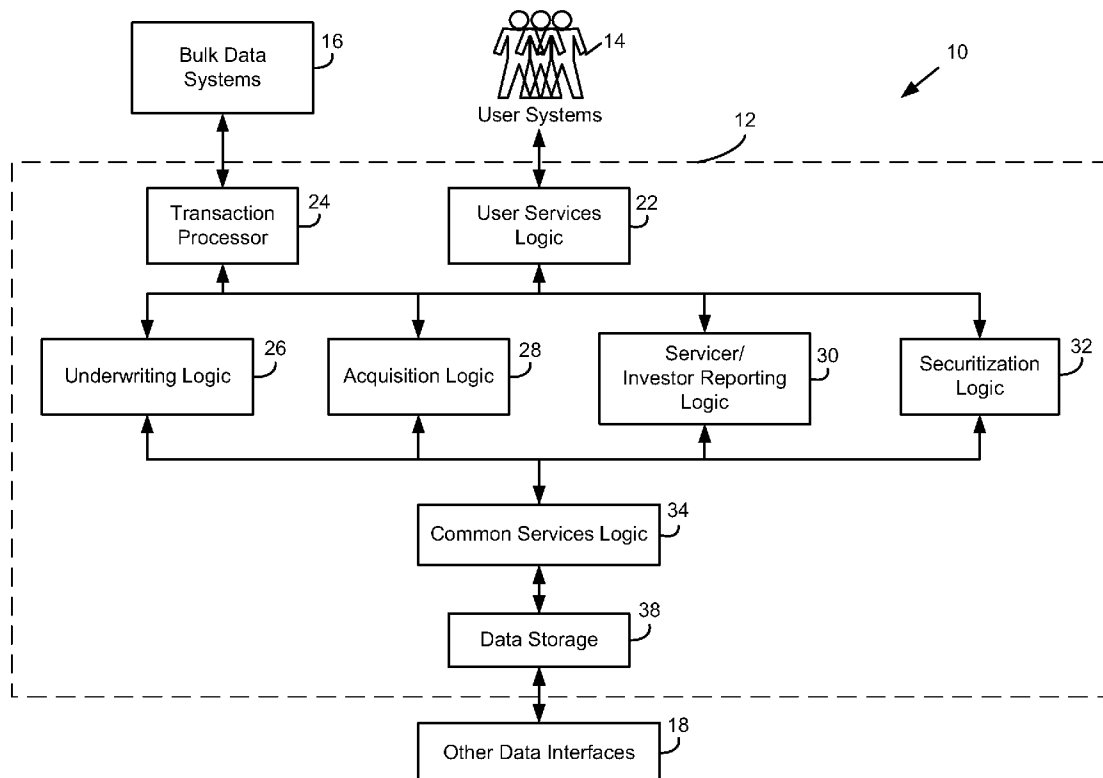 Bulk Data
Systems
16
14
User Systems
10
12
Transaction
Processor
24
User Services
Logic
22
Underwriting Logic
26
Acquisition Logic
28
Servicer/
Investor Reporting
Logic
30
Securitization
Logic
32
Common Services Logic
34
Data Storage
38
Other Data Interfaces
18